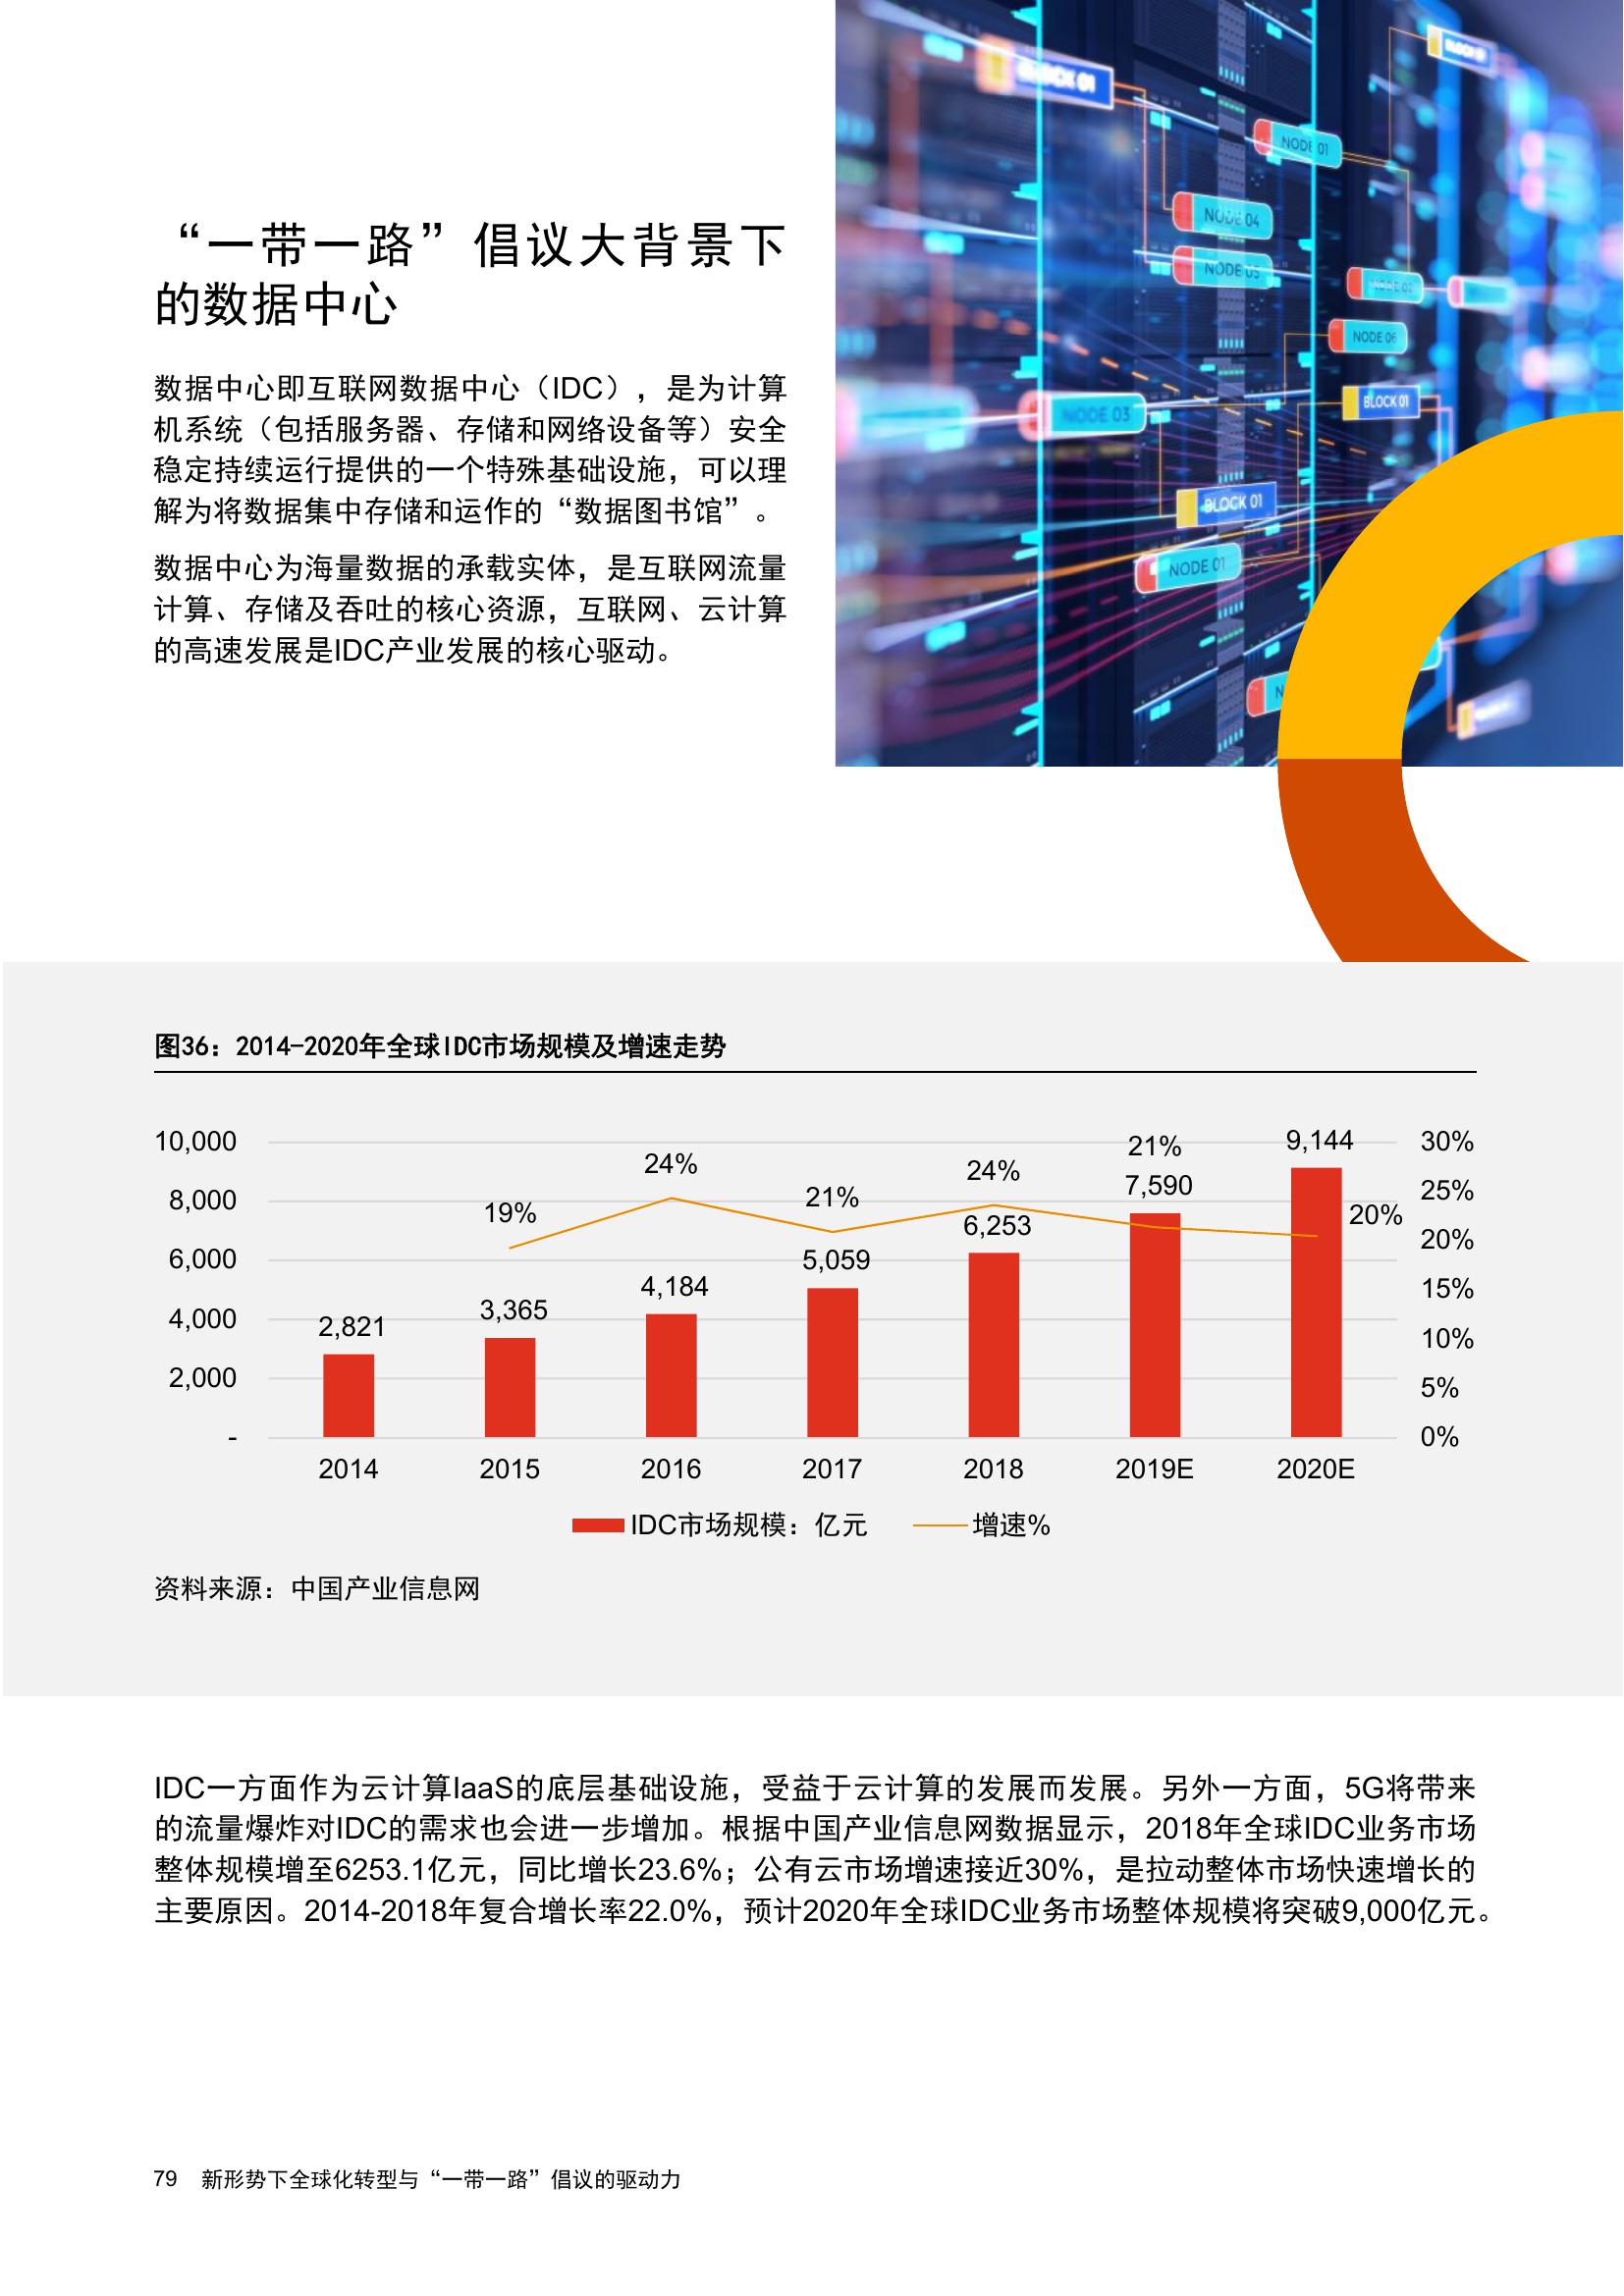 “一带一路”倡议大背景下
的数据中心
数据中心即互联网数据中心（IDC），是为计算
机系统（包括服务器、存储和网络设备等）安全
稳定持续运行提供的一个特殊基础设施，可以理
解为将数据集中存储和运作的“数据图书馆”。
数据中心为海量数据的承载实体，是互联网流量
计算、存储及吞吐的核心资源，互联网、云计算
的高速发展是IDC产业发展的核心驱动。
BLOCK 01
NODE 01
NODE 04
NODE 05
NODE 06
NODE 03
BLOCK 01
BLOCK 01
NODE 01
图36：2014-2020年全球IDC市场规模及增速走势
10,000
8,000
6,000
4,000
2,000
-
30%
25%
20%
15%
10%
5%
0%
19%
24%
21%
24%
21%
20%
2,821
3,365
4,184
5,059
6,253
7,590
9,144
2014 2015 2016 2017 2018 2019E 2020E
IDC市场规模：亿元 增速%
资料来源：中国产业信息网
IDC一方面作为云计算IaaS的底层基础设施，受益于云计算的发展而发展。另外一方面，5G将带来
的流量爆炸对IDC的需求也会进一步增加。根据中国产业信息网数据显示，2018年全球IDC业务市场
整体规模增至6253.1亿元，同比增长23.6%；公有云市场增速接近30%，是拉动整体市场快速增长的
主要原因。2014-2018年复合增长率22.0%，预计2020年全球IDC业务市场整体规模将突破9,000亿元。
79 新形势下全球化转型与“一带一路”倡议的驱动力